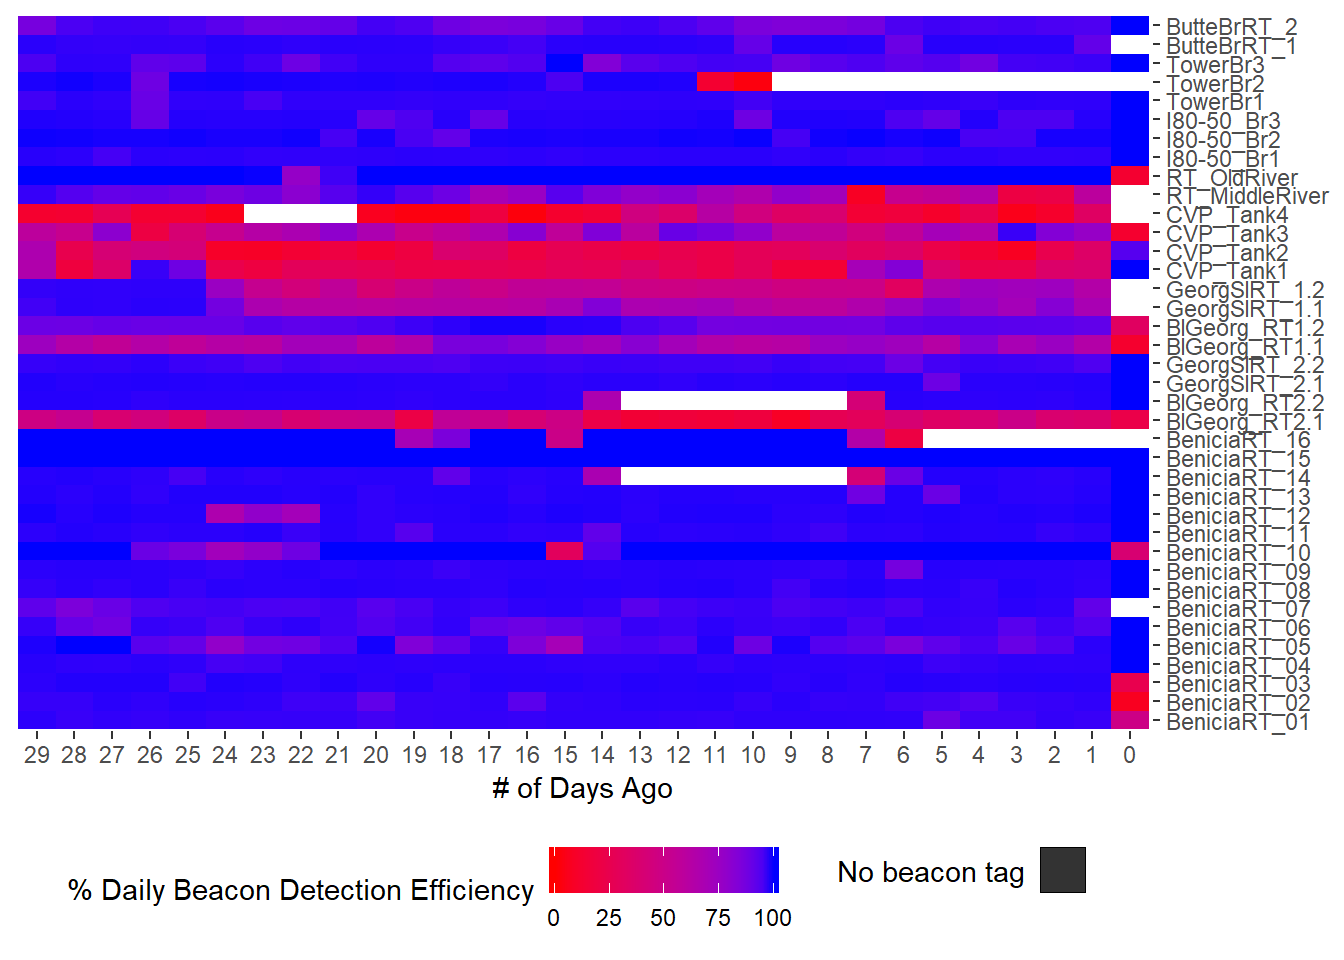 ButteBrRT_2
ButteBrRT_1
TowerBr3
TowerBr2
TowerBr1
I80-50_Br3
I80-50_Br2
I80-50_Br1
RT_OldRiver
RT_MiddleRiver
CVP_Tank4
CVP_Tank3
CVP_Tank2
CVP_Tank1
GeorgSlRT_1.2
GeorgSlRT_1.1
BlGeorg_RT1.2
BlGeorg_RT1.1
GeorgSlRT_2.2
GeorgSlRT_2.1
BlGeorg_RT2.2
BlGeorg_RT2.1
BeniciaRT_16
BeniciaRT_15
BeniciaRT_14
BeniciaRT_13
BeniciaRT_12
BeniciaRT_11
BeniciaRT_10
BeniciaRT_09
BeniciaRT_08
BeniciaRT_07
BeniciaRT_06
BeniciaRT_05
BeniciaRT_04
BeniciaRT_03
BeniciaRT_02
BeniciaRT_01
29 28 27 26 25 24 23 22 21 20 19 18 17 16 15 14 13 12 11 10 9 8 7 6 5 4 3 2 1 0
# of Days Ago
% Daily Beacon Detection Efficiency
0 25 50 75 100
No beacon tag